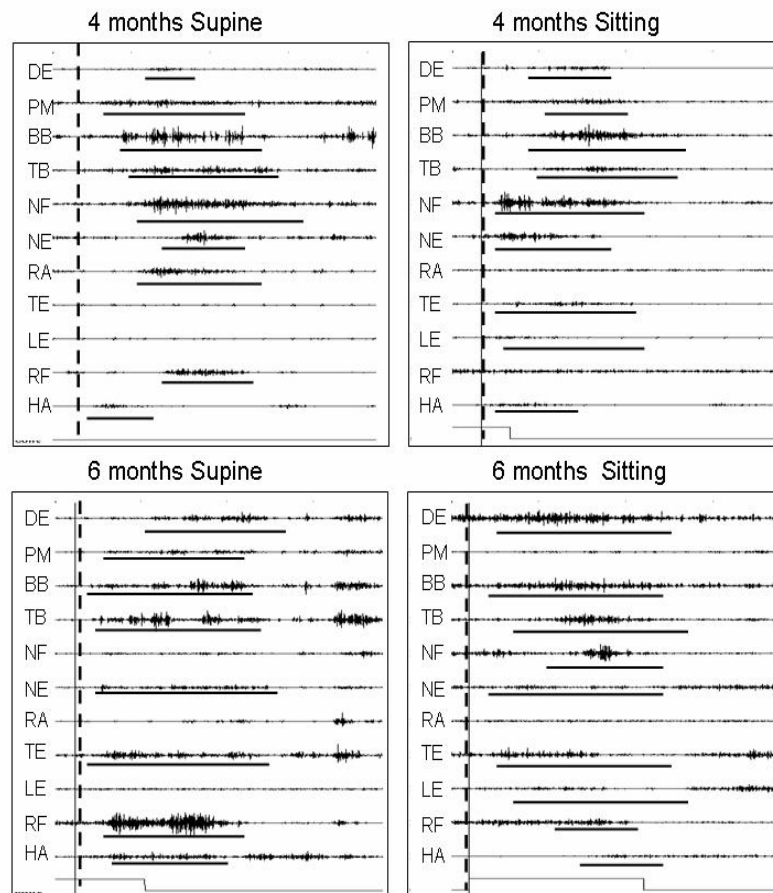 4 months Supine
DE
PM
BB
TB
NF
NE
RA
TE
LE
RF
HA
4 months Sitting
DE
PM
BB
TB
NF
NE
RA
TE
LE
RF
HA
6 months Supine
DE
PM
BB
TB
NF
NE
RA
TE
LE
RF
HA
6 months Sitting
DE
PM
BB
TB
NF
NE
RA
TE
LE
RF
HA